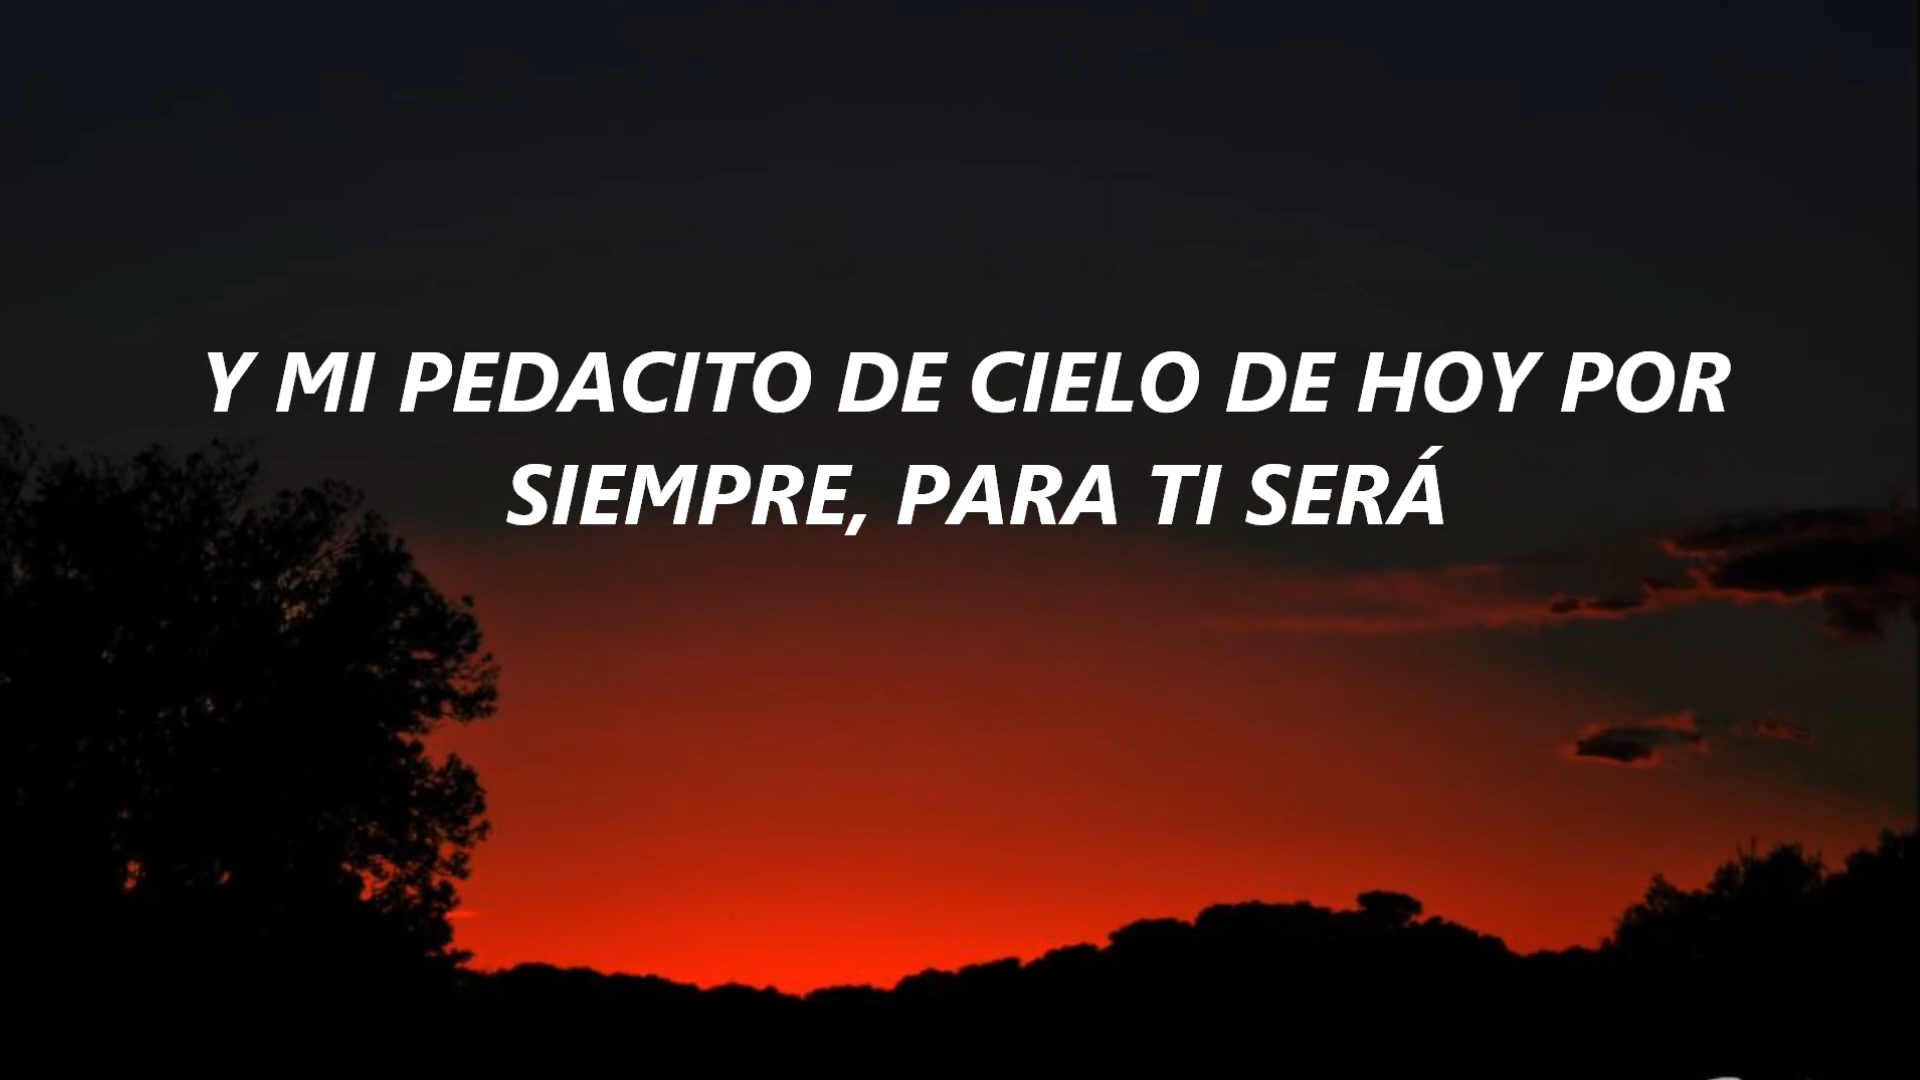 Y MI PEDACITO DE CIELO DE HOY POR
SIEMPRE, PARA TI SERÁ